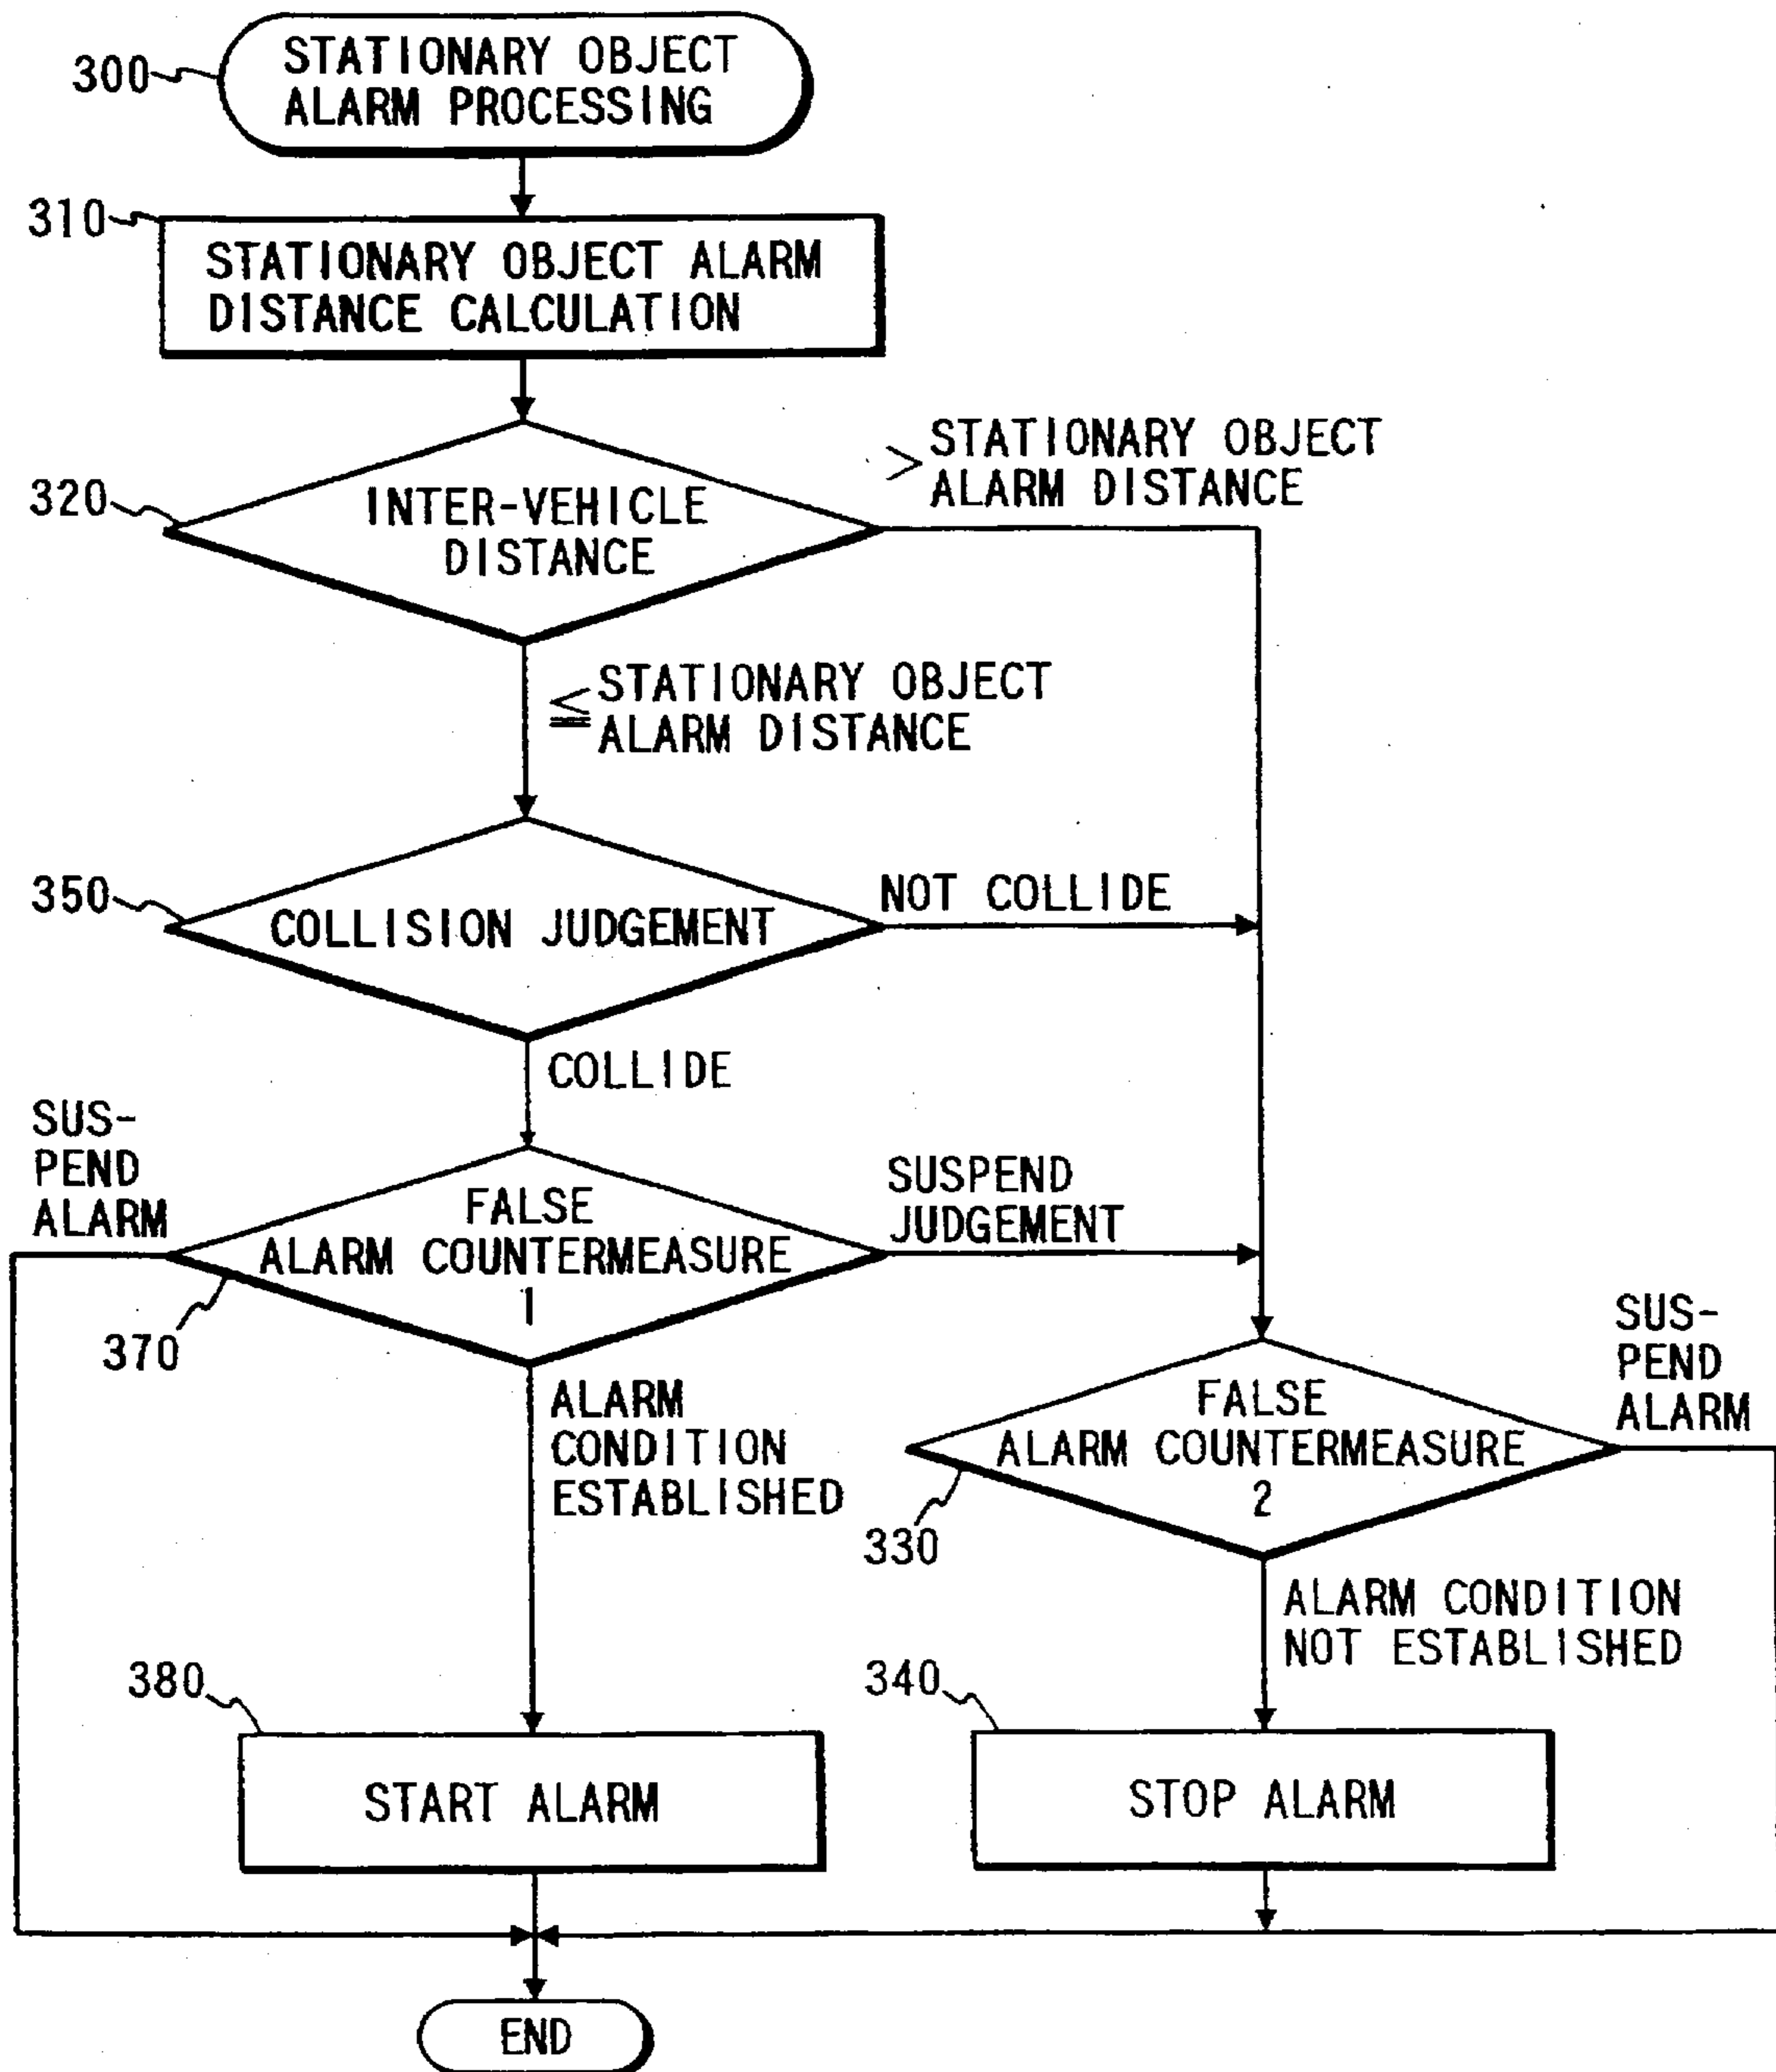 300
STATIONARY OBJECT
ALARM PROCESSING
310
STATIONARY OBJECT ALARM
DISTANCE CALCULATION
320
INTER-VEHICLE
DISTANCE
> STATIONARY OBJECT
ALARM DISTANCE
≦ STATIONARY OBJECT
ALARM DISTANCE
350
COLLISION JUDGEMENT
NOT COLLIDE
COLLIDE
SUS-
PEND
ALARM
FALSE
ALARM COUNTERMEASURE
1
370
SUSPEND
JUDGEMENT
ALARM
CONDITION
ESTABLISHED
FALSE
ALARM COUNTERMEASURE
2
330
SUS-
PEND
ALARM
ALARM CONDITION
NOT ESTABLISHED
380
START ALARM
340
STOP ALARM
END